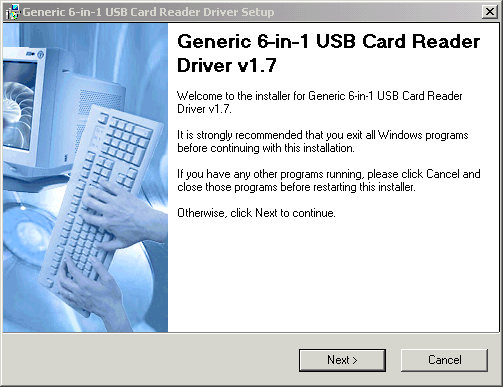 Generic 6-in-1 USB Card Reader Driver Setup
Generic 6-in-1 USB Card Reader
Driver v1.7
Welcome to the installer for Generic 6-in-1 USB Card Reader
Driver v1.7.
It is strongly recommended that you exit all Windows programs
before continuing with this installation.
If you have any other programs running, please click Cancel and
close those programs before restarting this installer.
Otherwise, click Next to continue.
Next >
Cancel